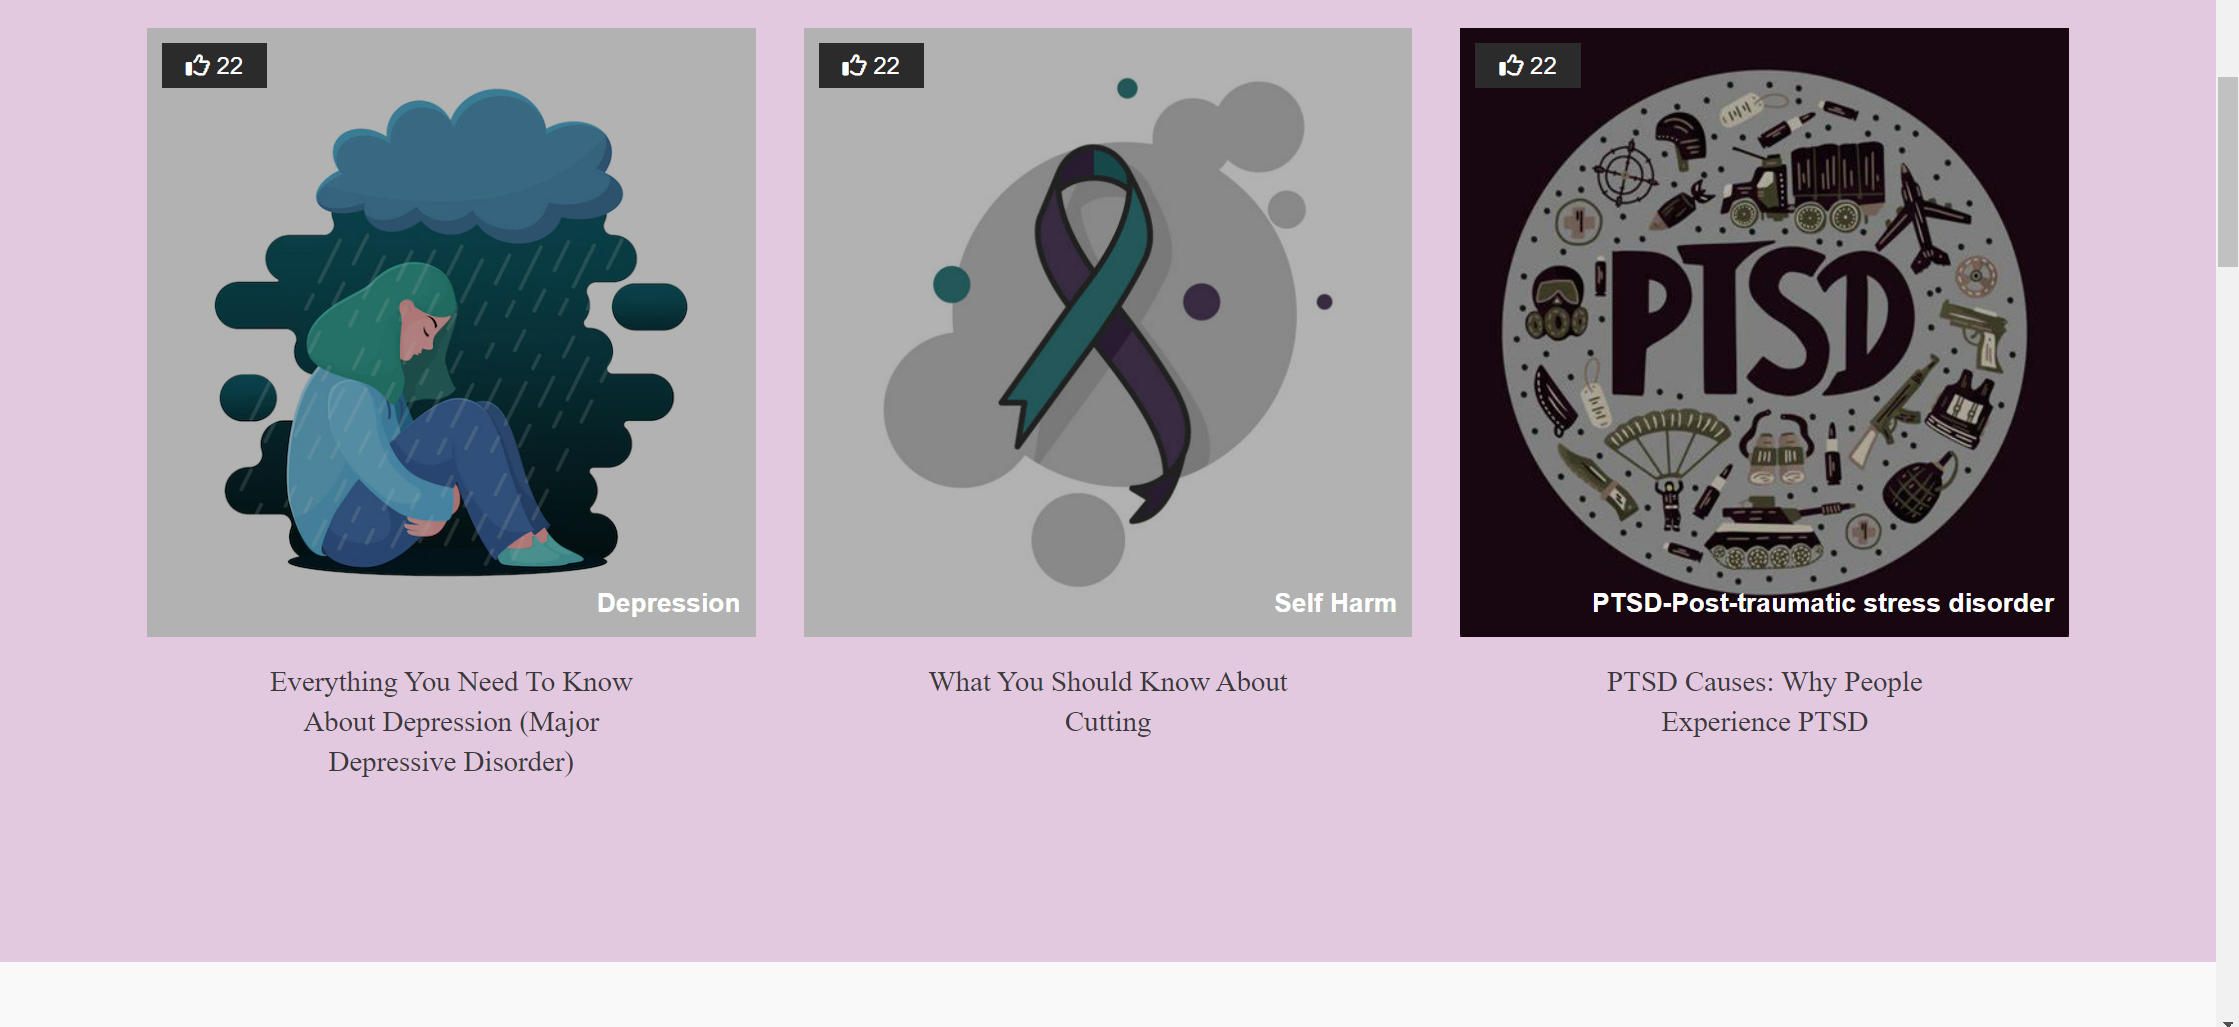 22
22
22
PTSD
Depression
Self Harm
PTSD-Post-traumatic stress disorder
Everything You Need To Know
About Depression (Major
Depressive Disorder)
What You Should Know About
Cutting
PTSD Causes: Why People
Experience PTSD